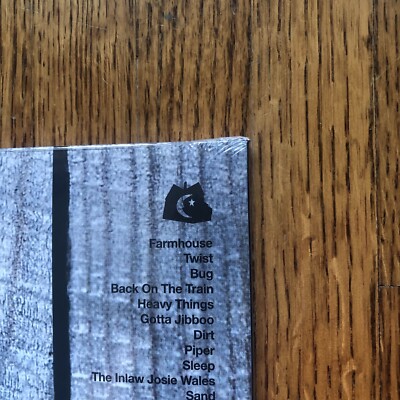 Farmhouse
Twist
Bug
Back On The Train
Heavy Things
Gotta Jibboo
Dirt
Piper
Sleep
The Inlaw Josie Wales
Sand